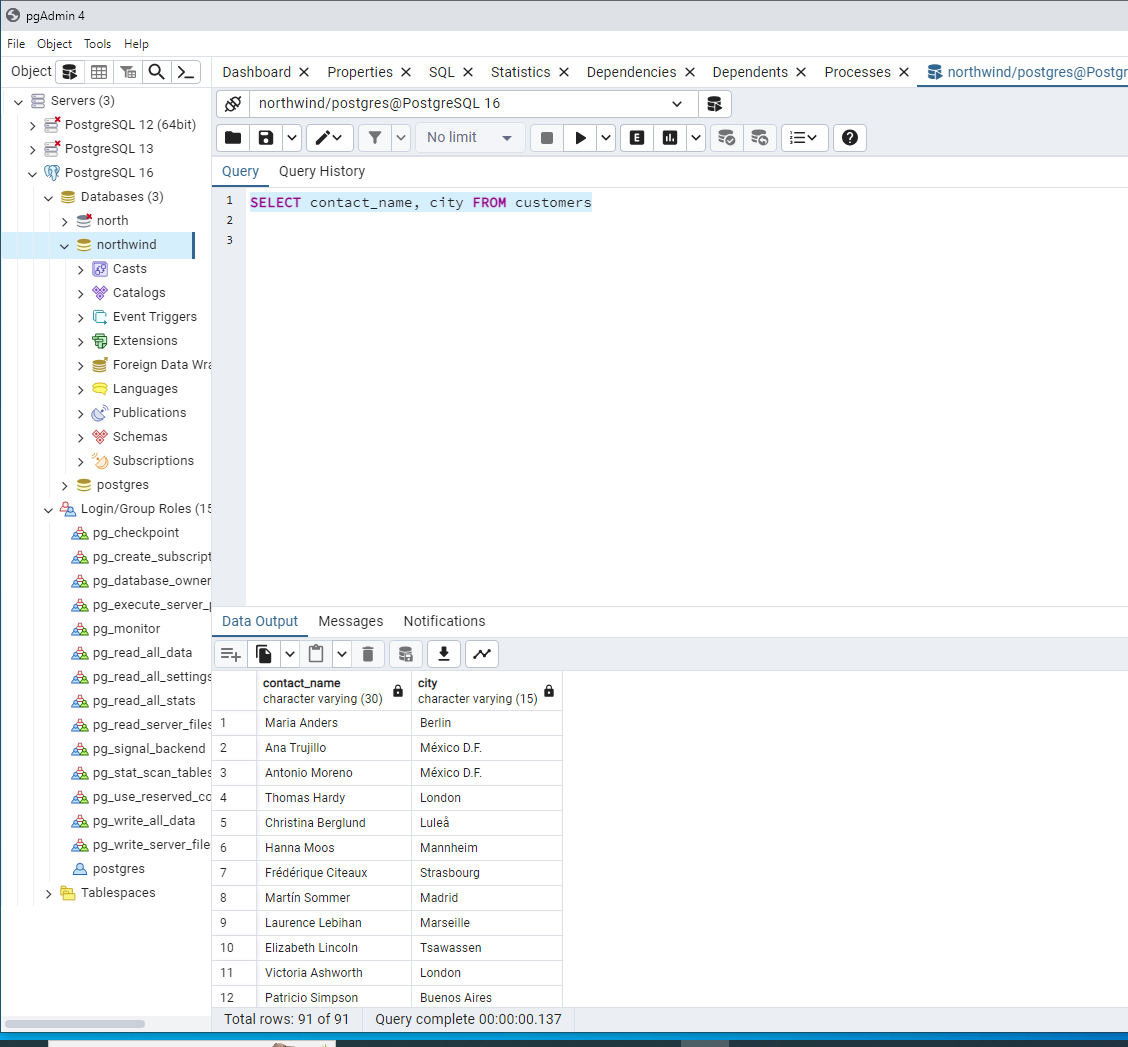 pgAdmin 4
File Object Tools Help
Object
Dashboard Properties SQL Statistics Dependencies Dependents Processes northwind/postgres@Postgr
Servers (3)
PostgreSQL 12 (64bit)
PostgreSQL 13
PostgreSQL 16
Databases (3)
north
northwind
Casts
Catalogs
Event Triggers
Extensions
Foreign Data Wra
Languages
Publications
Schemas
Subscriptions
postgres
Login/Group Roles (15
pg_checkpoint
pg_create_subscript
pg_database_owner
pg_execute_server_p
pg_monitor
pg_read_all_data
pg_read_all_settings
pg_read_all_stats
pg_read_server_files
pg_signal_backend
pg_stat_scan_tables
pg_use_reserved_co
pg_write_all_data
pg_write_server_file
postgres
Tablespaces
northwind/postgres@PostgreSQL 16
No limit E
Query Query History
1 SELECT contact_name, city FROM customers
2
3
Data Output Messages Notifications
contact_name city
character varying (30) character varying (15)
1 Maria Anders Berlin
2 Ana Trujillo México D.F.
3 Antonio Moreno México D.F.
4 Thomas Hardy London
5 Christina Berglund Luleå
6 Hanna Moos Mannheim
7 Frédérique Citeaux Strasbourg
8 Martín Sommer Madrid
9 Laurence Lebihan Marseille
10 Elizabeth Lincoln Tsawassen
11 Victoria Ashworth London
12 Patricio Simpson Buenos Aires
Total rows: 91 of 91 Query complete 00:00:00.137